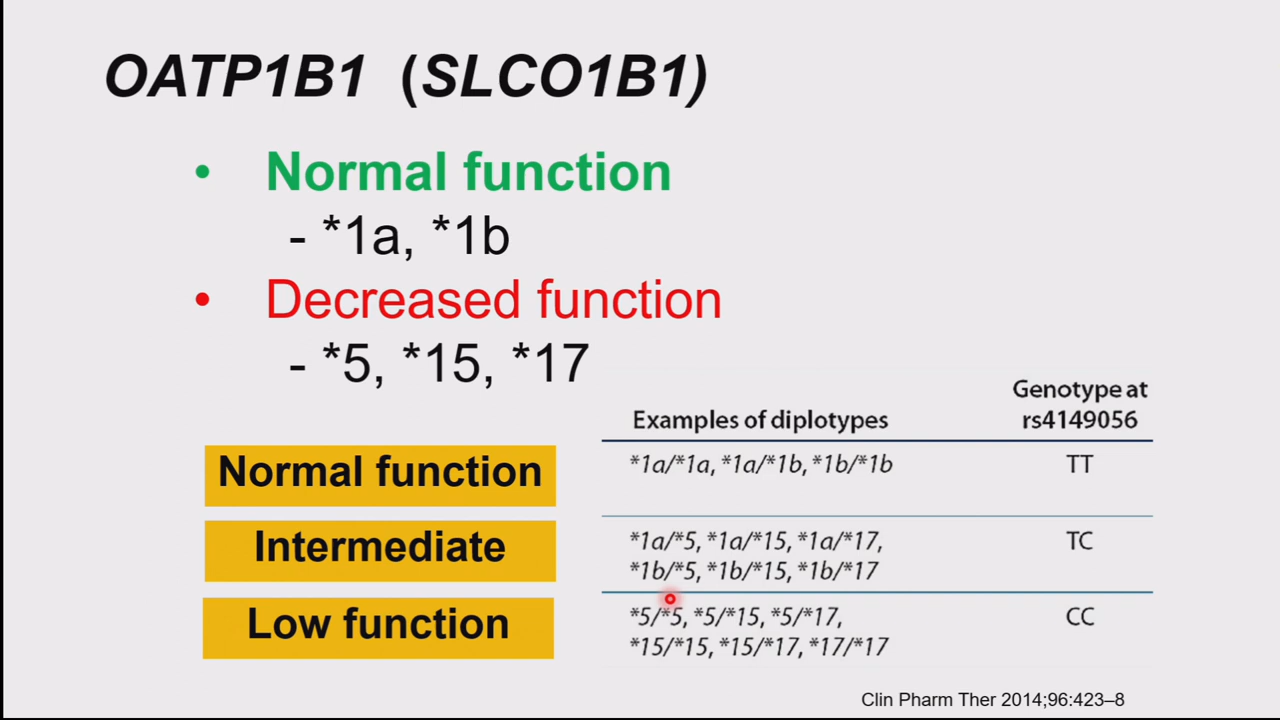 OATP1B1 (SLCO1B1)
• Normal function
- *1a, *1b
• Decreased function
- *5, *15, *17
Examples of diplotypes
Genotype at
rs4149056
Normal function
*1a/*1a, *1a/*1b, *1b/*1b
TT
Intermediate
*1a/*5, *1a/*15, *1a/*17,
*1b/*5, *1b/*15, *1b/*17
TC
Low function
*5/*5, *5/*15, *5/*17,
*15/*15, *15/*17, *17/*17
CC
Clin Pharm Ther 2014;96:423–8